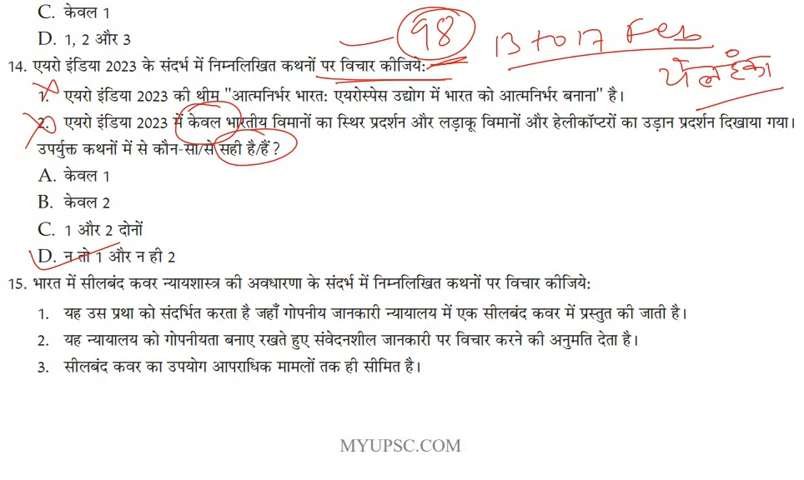 C. केवल 1
D. 1, 2 और 3
98
13 to 17 Feb
येलहंका
14. एयरो इंडिया 2023 के संदर्भ में निम्नलिखित कथनों पर विचार कीजिये:
1. एयरो इंडिया 2023 की थीम "आत्मनिर्भर भारत: एयरोस्पेस उद्योग में भारत को आत्मनिर्भर बनाना" है।
2. एयरो इंडिया 2023 में केवल भारतीय विमानों का स्थिर प्रदर्शन और लड़ाकू विमानों और हेलीकॉप्टरों का उड़ान प्रदर्शन दिखाया गया।
उपर्युक्त कथनों में से कौन-सा/से सही है/हैं ?
A. केवल 1
B. केवल 2
C. 1 और 2 दोनों
D. न तो 1 और न ही 2
15. भारत में सीलबंद कवर न्यायशास्त्र की अवधारणा के संदर्भ में निम्नलिखित कथनों पर विचार कीजिये:
1. यह उस प्रथा को संदर्भित करता है जहाँ गोपनीय जानकारी न्यायालय में एक सीलबंद कवर में प्रस्तुत की जाती है।
2. यह न्यायालय को गोपनीयता बनाए रखते हुए संवेदनशील जानकारी पर विचार करने की अनुमति देता है।
3. सीलबंद कवर का उपयोग आपराधिक मामलों तक ही सीमित है।
MYUPSC.COM